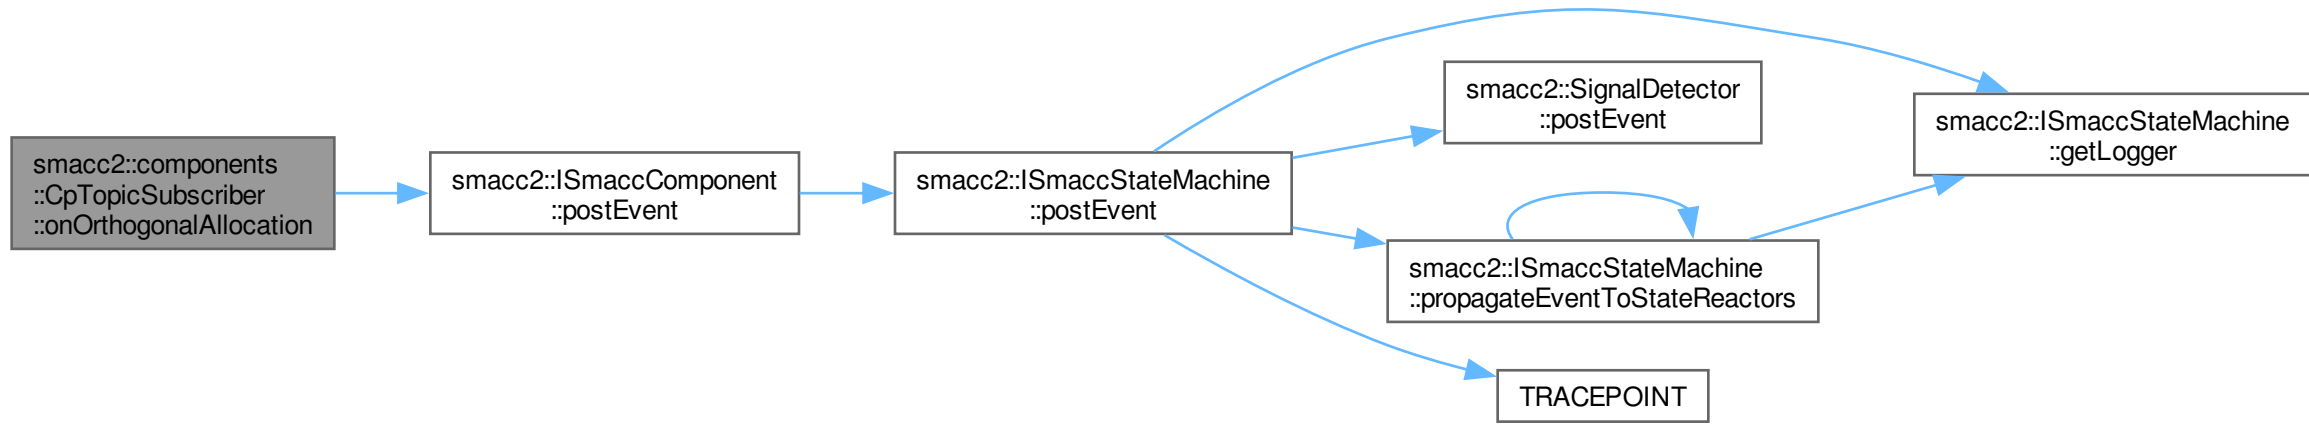 smacc2::components
::CpTopicSubscriber
::onOrthogonalAllocation
smacc2::ISmaccComponent
::postEvent
smacc2::ISmaccStateMachine
::postEvent
smacc2::SignalDetector
::postEvent
smacc2::ISmaccStateMachine
::propagateEventToStateReactors
TRACEPOINT
smacc2::ISmaccStateMachine
::getLogger